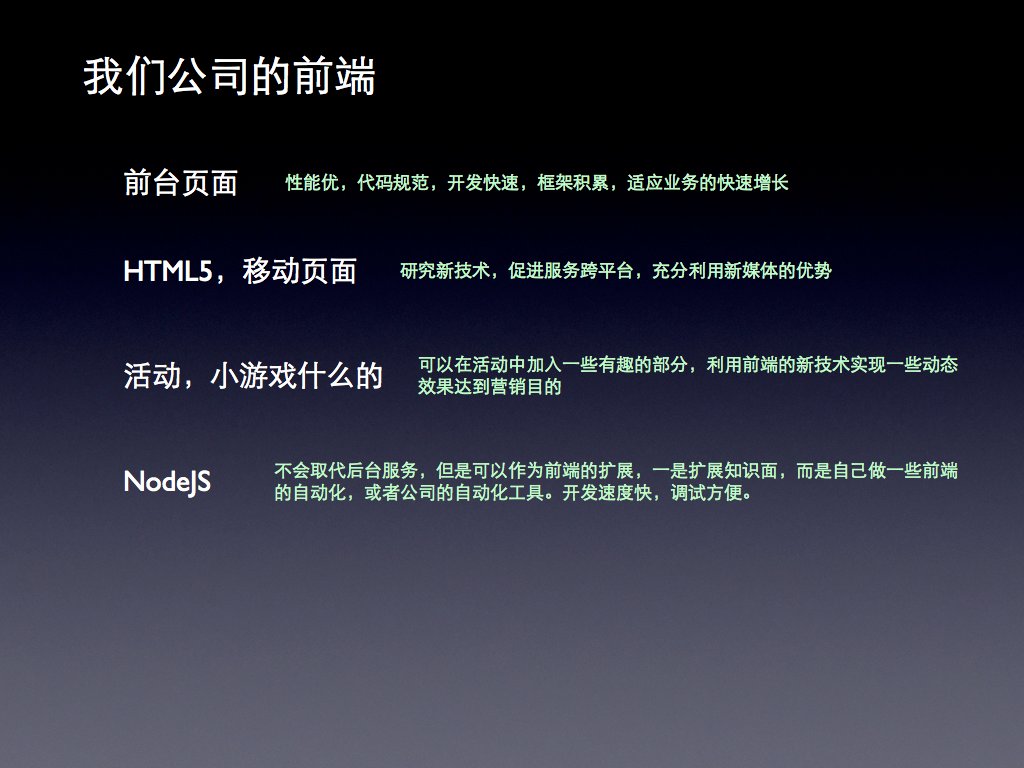 我们公司的前端
前台页面
性能优，代码规范，开发快速，框架积累，适应业务的快速增长
HTML5，移动页面
研究新技术，促进服务跨平台，充分利用新媒体的优势
活动，小游戏什么的
可以在活动中加入一些有趣的部分，利用前端的新技术实现一些动态
效果达到营销目的
NodeJS
不会取代后台服务，但是可以作为前端的扩展，一是扩展知识面，而是自己做一些前端
的自动化，或者公司的自动化工具。开发速度快，调试方便。